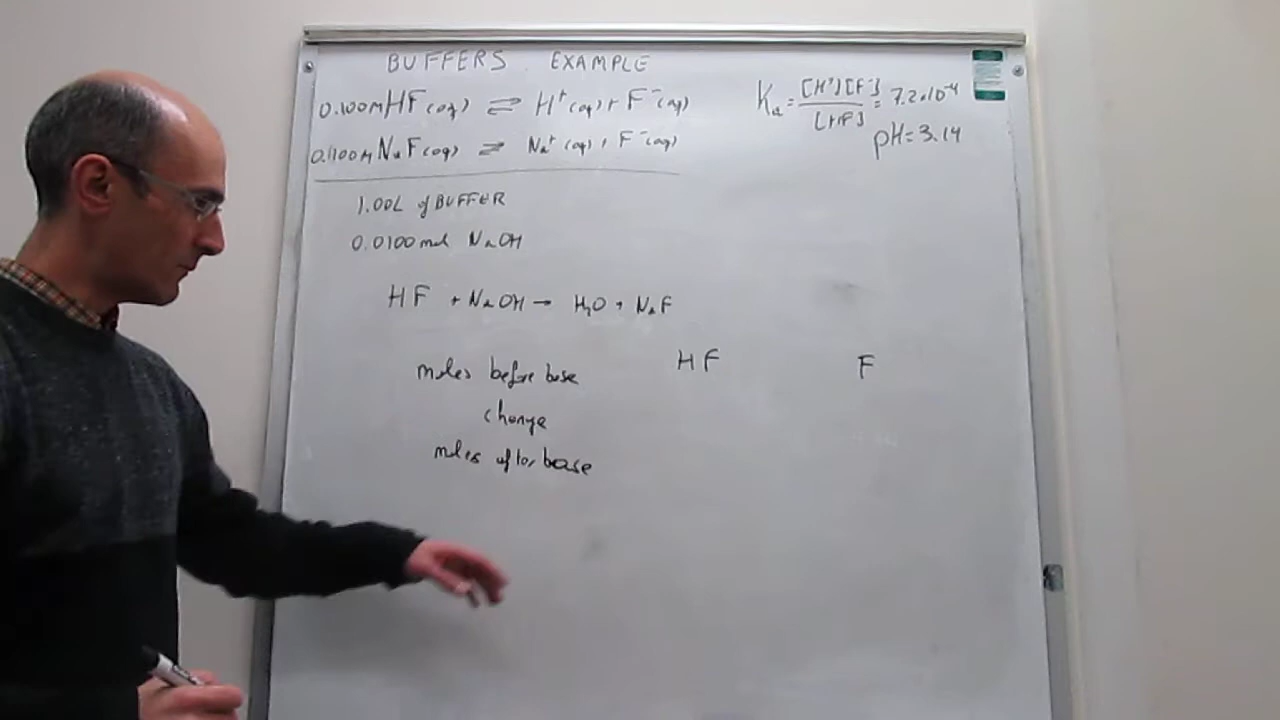 BUFFERS EXAMPLE
0.100M HF (aq) ⇌ H⁺ (aq) + F⁻ (aq)
0.100M NaF (aq) ⇌ Na⁺ (aq) + F⁻ (aq)
Ka = [H⁺][F⁻] / [HF] = 7.2x10⁻⁴
pH = 3.14
1.00L of BUFFER
0.0100 mol NaOH
HF + NaOH → H₂O + NaF
HF F
moles before base
change
moles after base